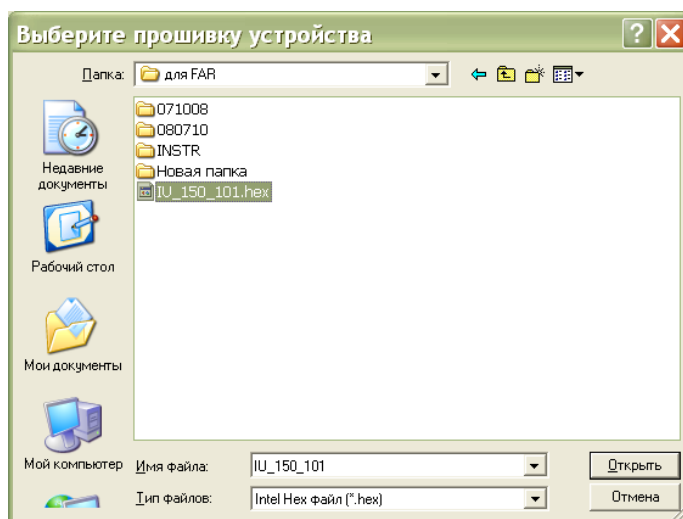 Выберите прошивку устройства
Папка: для FAR
071008
080710
INSTR
Новая папка
IU_150_101.hex
Недавние
документы
Рабочий стол
Мои документы
Мой компьютер
Имя файла: IU_150_101 Открыть
Тип файлов: Intel Hex файл (*.hex) Отмена